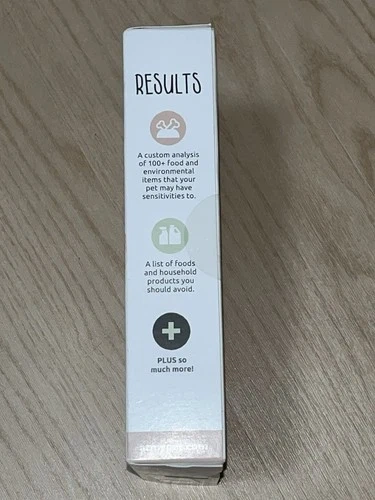 RESULTS
A custom analysis
of 100+ food and
environmental
items that your
pet may have
sensitivities to.
A list of foods
and household
products you
should avoid.
PLUS so
much more!